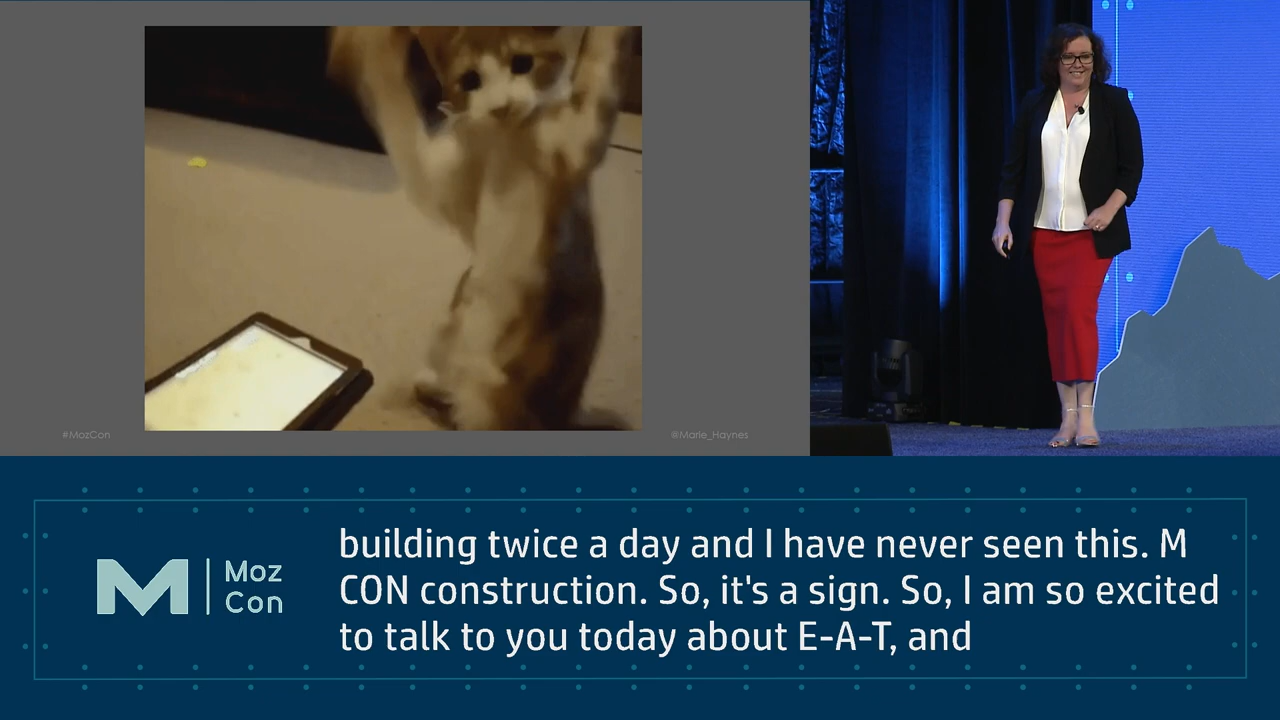 #MozCon
@Marie_Haynes
Moz
Con
building twice a day and I have never seen this. M
CON construction. So, it's a sign. So, I am so excited
to talk to you today about E-A-T, and